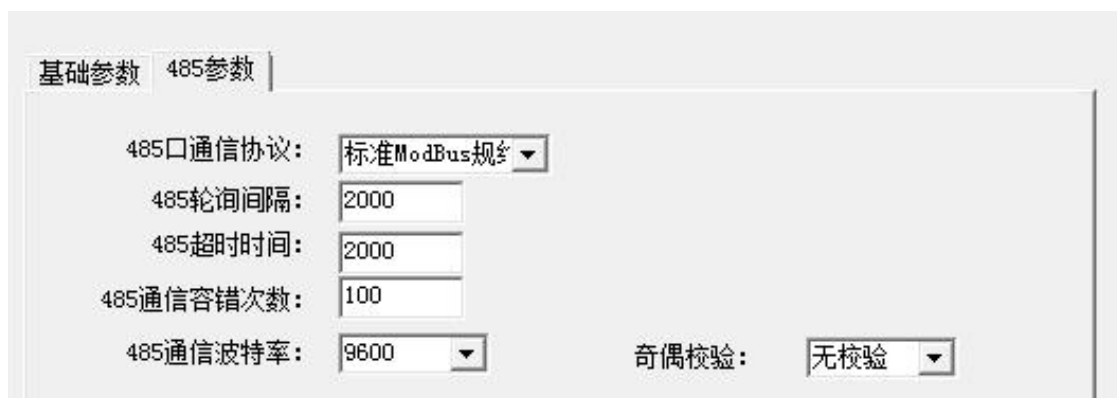 基础参数 485参数
485口通信协议: 标准ModBus规
485轮询间隔: 2000
485超时时间: 2000
485通信容错次数: 100
485通信波特率: 9600 奇偶校验: 无校验